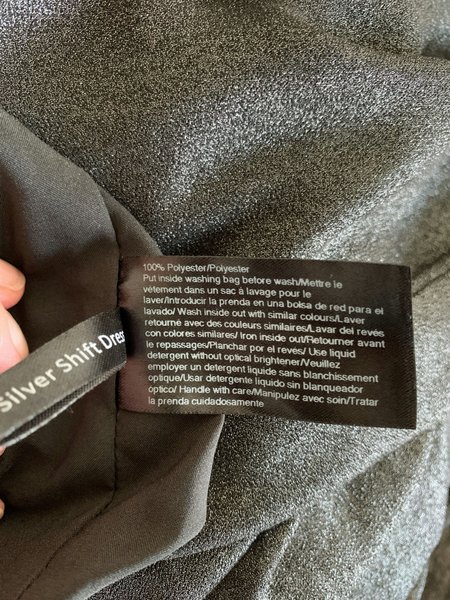 100% Polyester/Polyester
Put inside washing bag before wash/Mettre le
vêtement dans un sac à lavage pour le
laver/Introducir la prenda en una bolsa de red para el
lavado/ Wash inside out with similar colours/Laver
retourné avec des couleurs similaires/Lavar del revés
con colores similares/ Iron inside out/Retourner avant
le repassages/Planchar por el revés/ Use liquid
detergent without optical brightener/Veuillez
employer un detergent liquide sans blanchissement
optique/Usar detergente líquido sin blanqueador
óptico/ Handle with care/Manipulez avec soin/Tratar
la prenda cuidadosamente
Silver Shift Dress